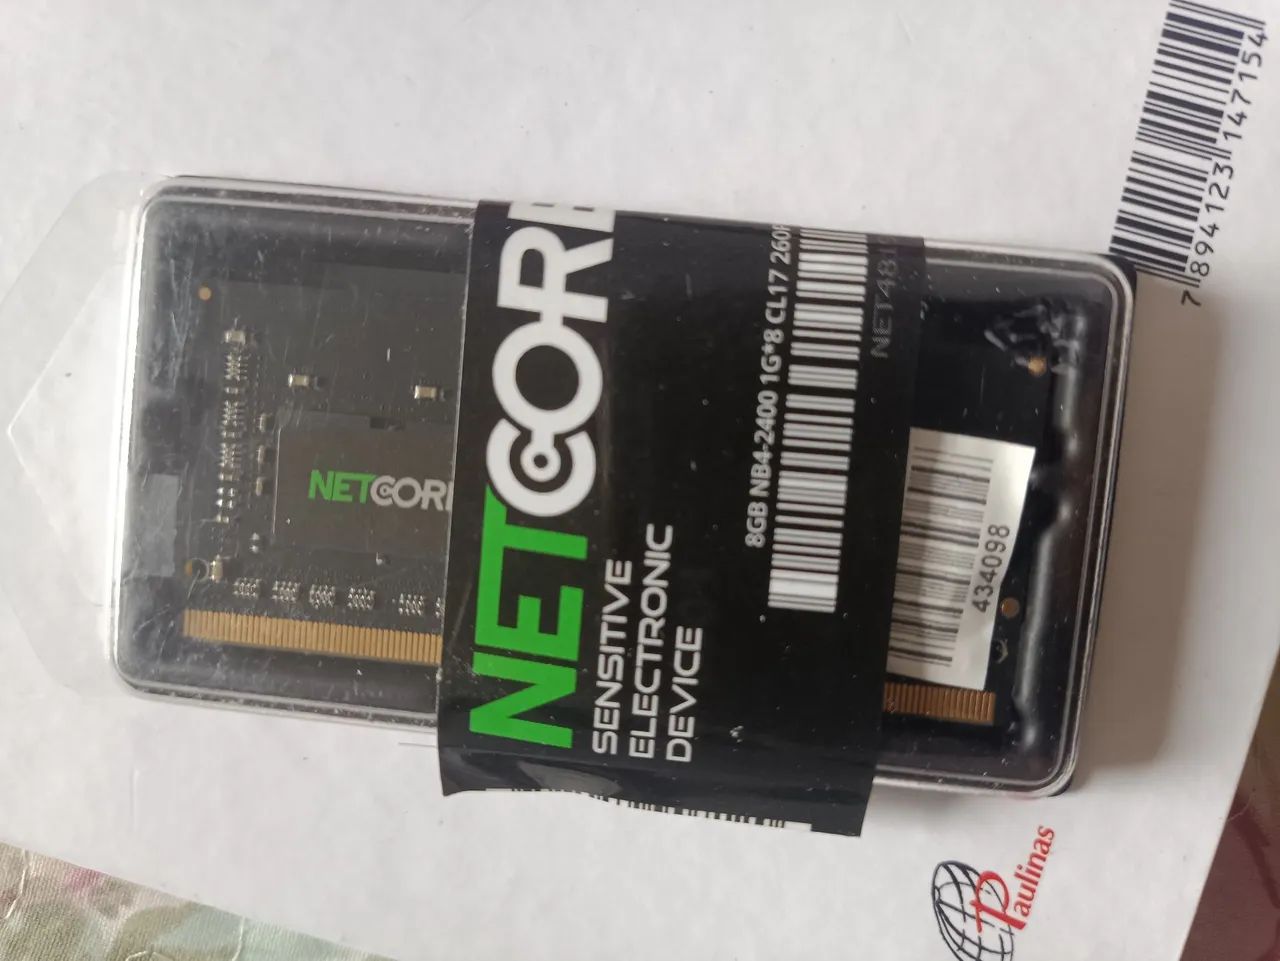 NETCORE
SENSITIVE
ELECTRONIC
DEVICE
8GB NB4-2400 1G*8 CL17
NETCORE
434098
7 894123 147154
Paulinas